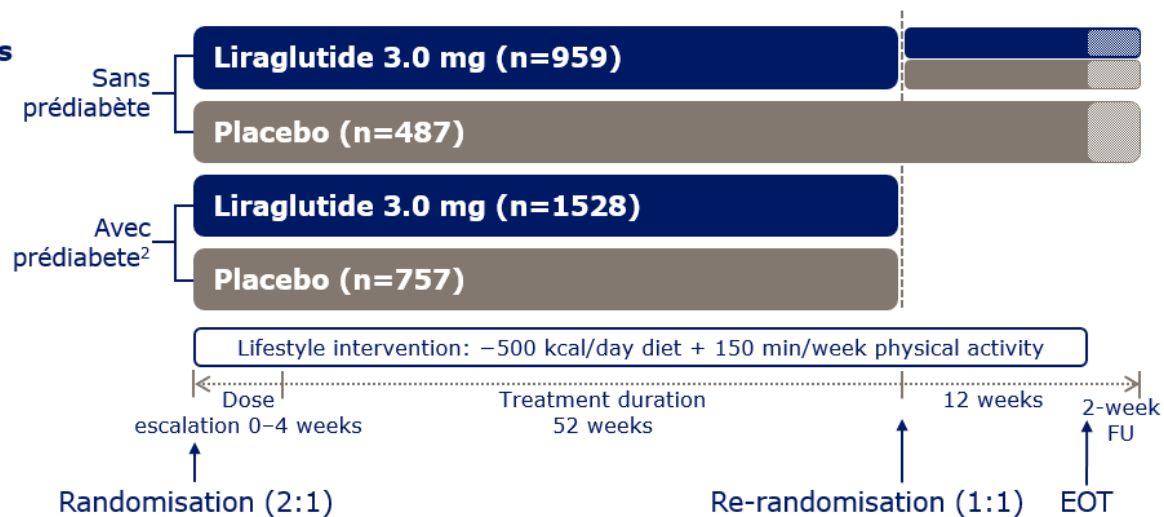 s
Sans
prédiabète
Liraglutide 3.0 mg (n=959)
Placebo (n=487)
Avec
prédiabete²
Liraglutide 3.0 mg (n=1528)
Placebo (n=757)
Lifestyle intervention: −500 kcal/day diet + 150 min/week physical activity
Dose
escalation 0–4 weeks
Treatment duration
52 weeks
12 weeks
2-week
FU
Randomisation (2:1)
Re-randomisation (1:1)
EOT